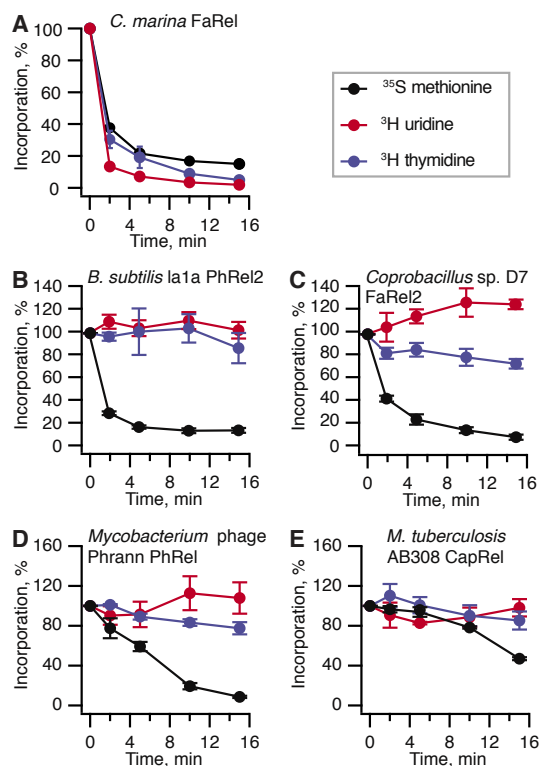 A
C. marina FaRel
Incorporation, %
100
80
60
40
20
0
0 4 8 12 16
Time, min
³⁵S methionine
³H uridine
³H thymidine
B
B. subtilis la1a PhRel2
Incorporation, %
140
120
100
80
60
40
20
0
0 4 8 12 16
Time, min
C
Coprobacillus sp. D7
FaRel2
Incorporation, %
140
120
100
80
60
40
20
0
0 4 8 12 16
Time, min
D
Mycobacterium phage
Phrann PhRel
Incorporation, %
160
120
80
40
0
0 4 8 12 16
Time, min
E
M. tuberculosis
AB308 CapRel
Incorporation, %
160
120
80
40
0
0 4 8 12 16
Time, min